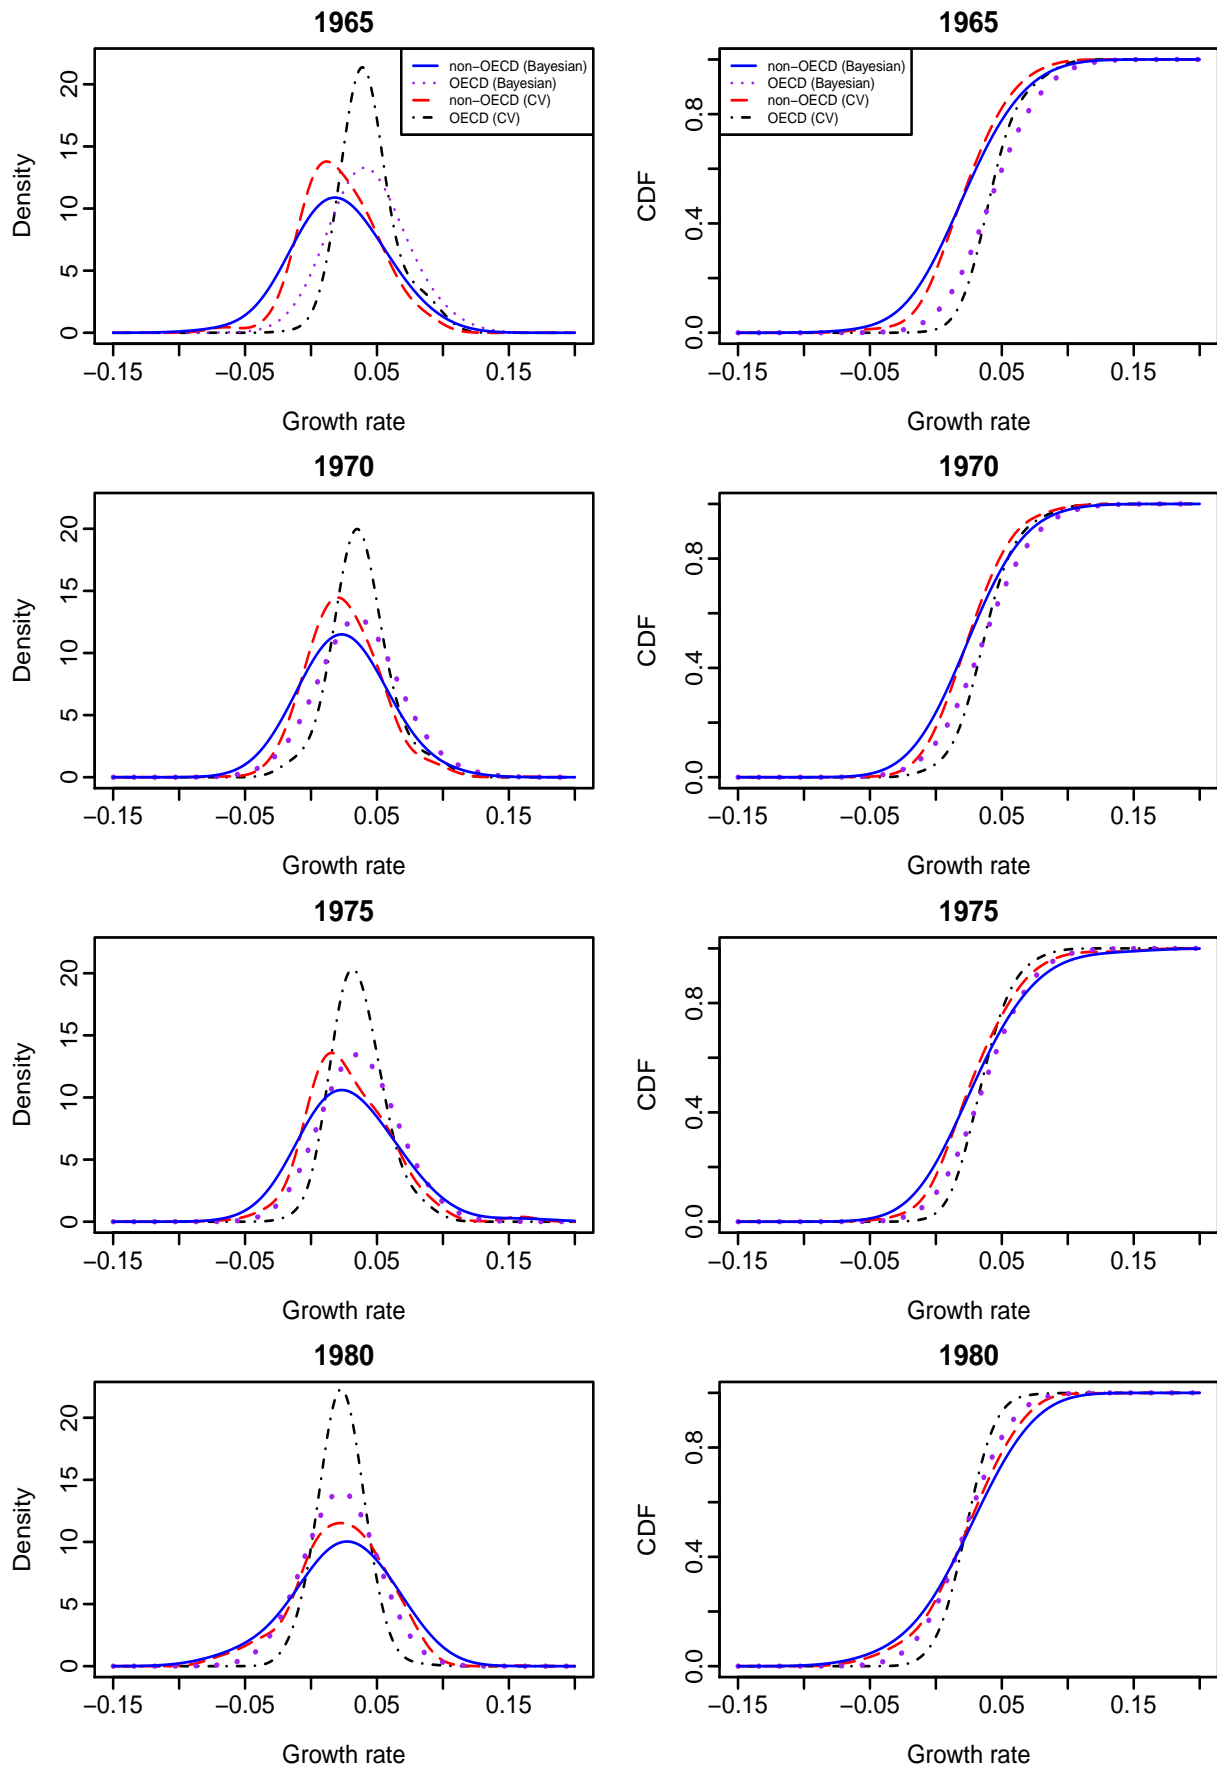 1965
non-OECD (Bayesian)
OECD (Bayesian)
non-OECD (CV)
OECD (CV)
Density
0 5 10 15 20
−0.15 −0.05 0.05 0.15
Growth rate
1965
non-OECD (Bayesian)
OECD (Bayesian)
non-OECD (CV)
OECD (CV)
CDF
0.0 0.4 0.8
−0.15 −0.05 0.05 0.15
Growth rate
1970
Density
0 5 10 15 20
−0.15 −0.05 0.05 0.15
Growth rate
1970
CDF
0.0 0.4 0.8
−0.15 −0.05 0.05 0.15
Growth rate
1975
Density
0 5 10 15 20
−0.15 −0.05 0.05 0.15
Growth rate
1975
CDF
0.0 0.4 0.8
−0.15 −0.05 0.05 0.15
Growth rate
1980
Density
0 5 10 15 20
−0.15 −0.05 0.05 0.15
Growth rate
1980
CDF
0.0 0.4 0.8
−0.15 −0.05 0.05 0.15
Growth rate